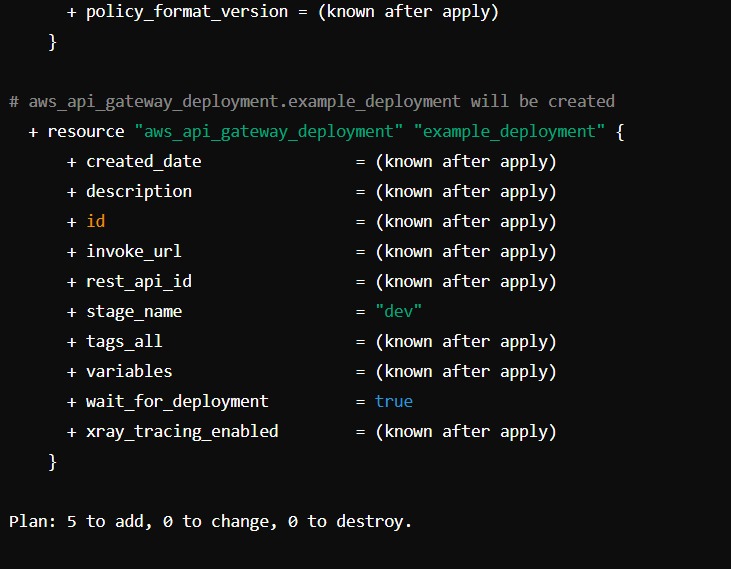 + policy_format_version = (known after apply)
}
# aws_api_gateway_deployment.example_deployment will be created
+ resource "aws_api_gateway_deployment" "example_deployment" {
+ created_date = (known after apply)
+ description = (known after apply)
+ id = (known after apply)
+ invoke_url = (known after apply)
+ rest_api_id = (known after apply)
+ stage_name = "dev"
+ tags_all = (known after apply)
+ variables = (known after apply)
+ wait_for_deployment = true
+ xray_tracing_enabled = (known after apply)
}
Plan: 5 to add, 0 to change, 0 to destroy.